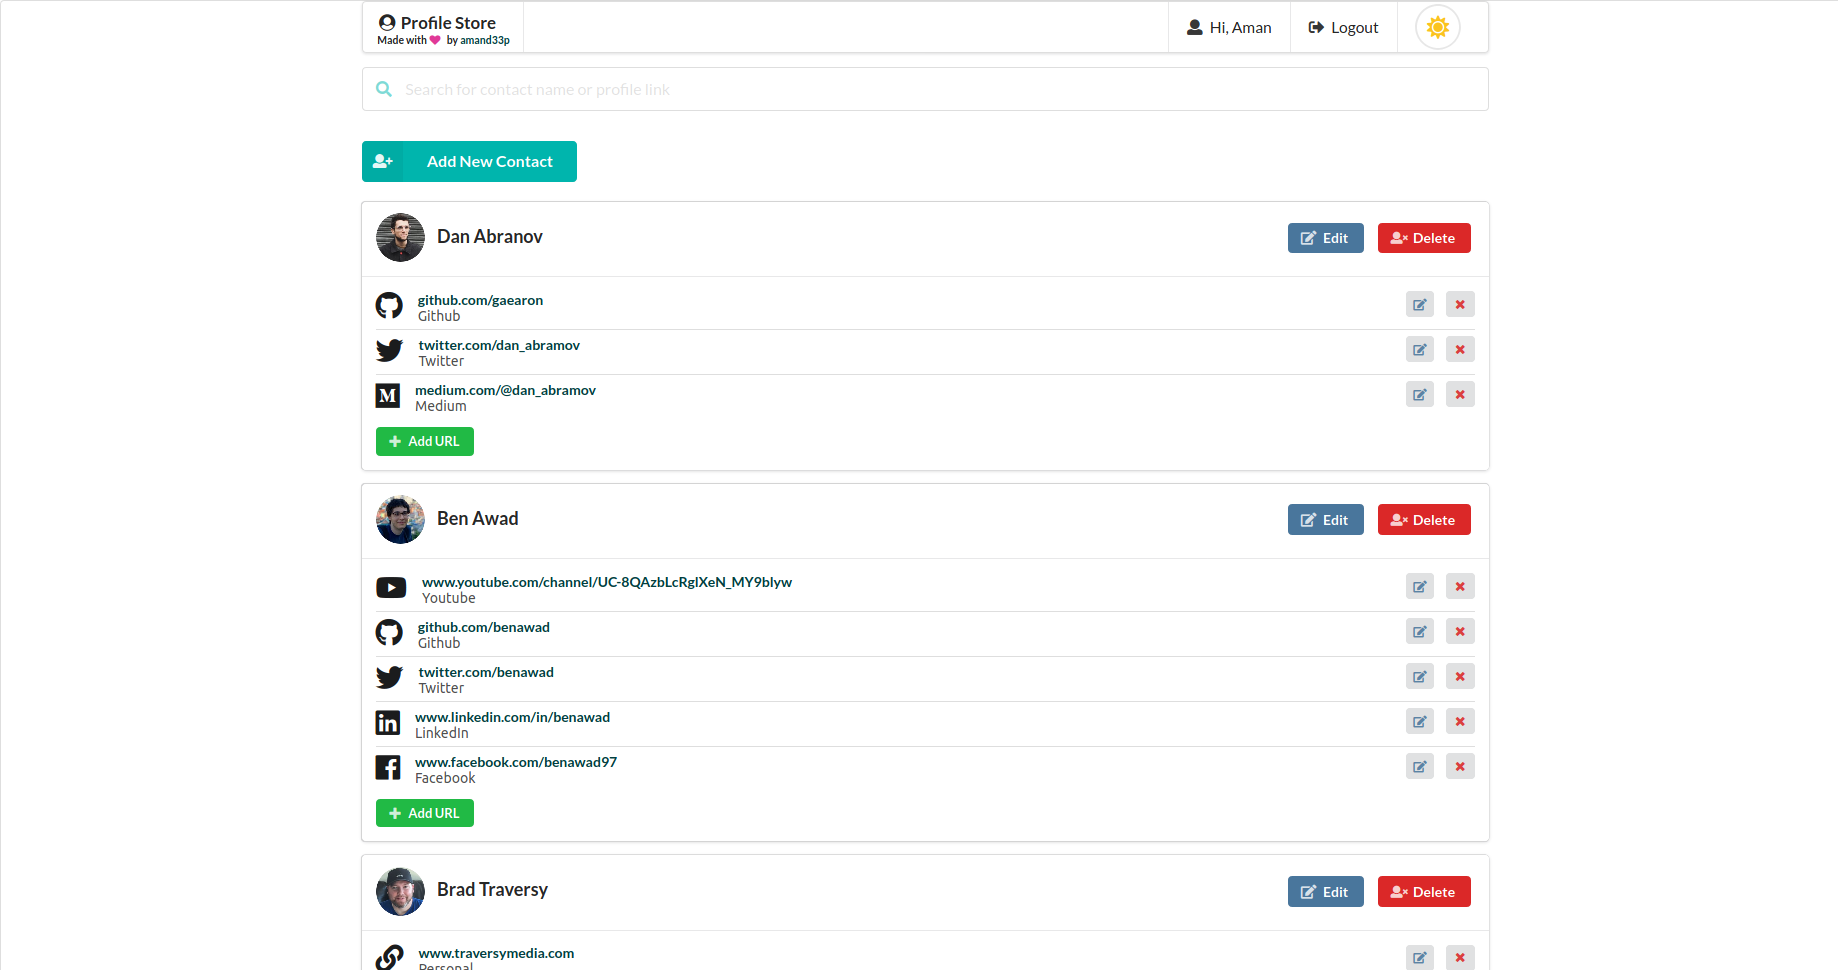 Profile Store
Made with by amand33p
Hi, Aman
Logout
Search for contact name or profile link
Add New Contact
Dan Abranov
Edit
Delete
github.com/gaearon
Github
twitter.com/dan_abramov
Twitter
medium.com/@dan_abramov
Medium
Add URL
Ben Awad
Edit
Delete
www.youtube.com/channel/UC-8QAzbLcRglXeN_MY9blyw
Youtube
github.com/benawad
Github
twitter.com/benawad
Twitter
www.linkedin.com/in/benawad
LinkedIn
www.facebook.com/benawad97
Facebook
Add URL
Brad Traversy
Edit
Delete
www.traversymedia.com
Personal